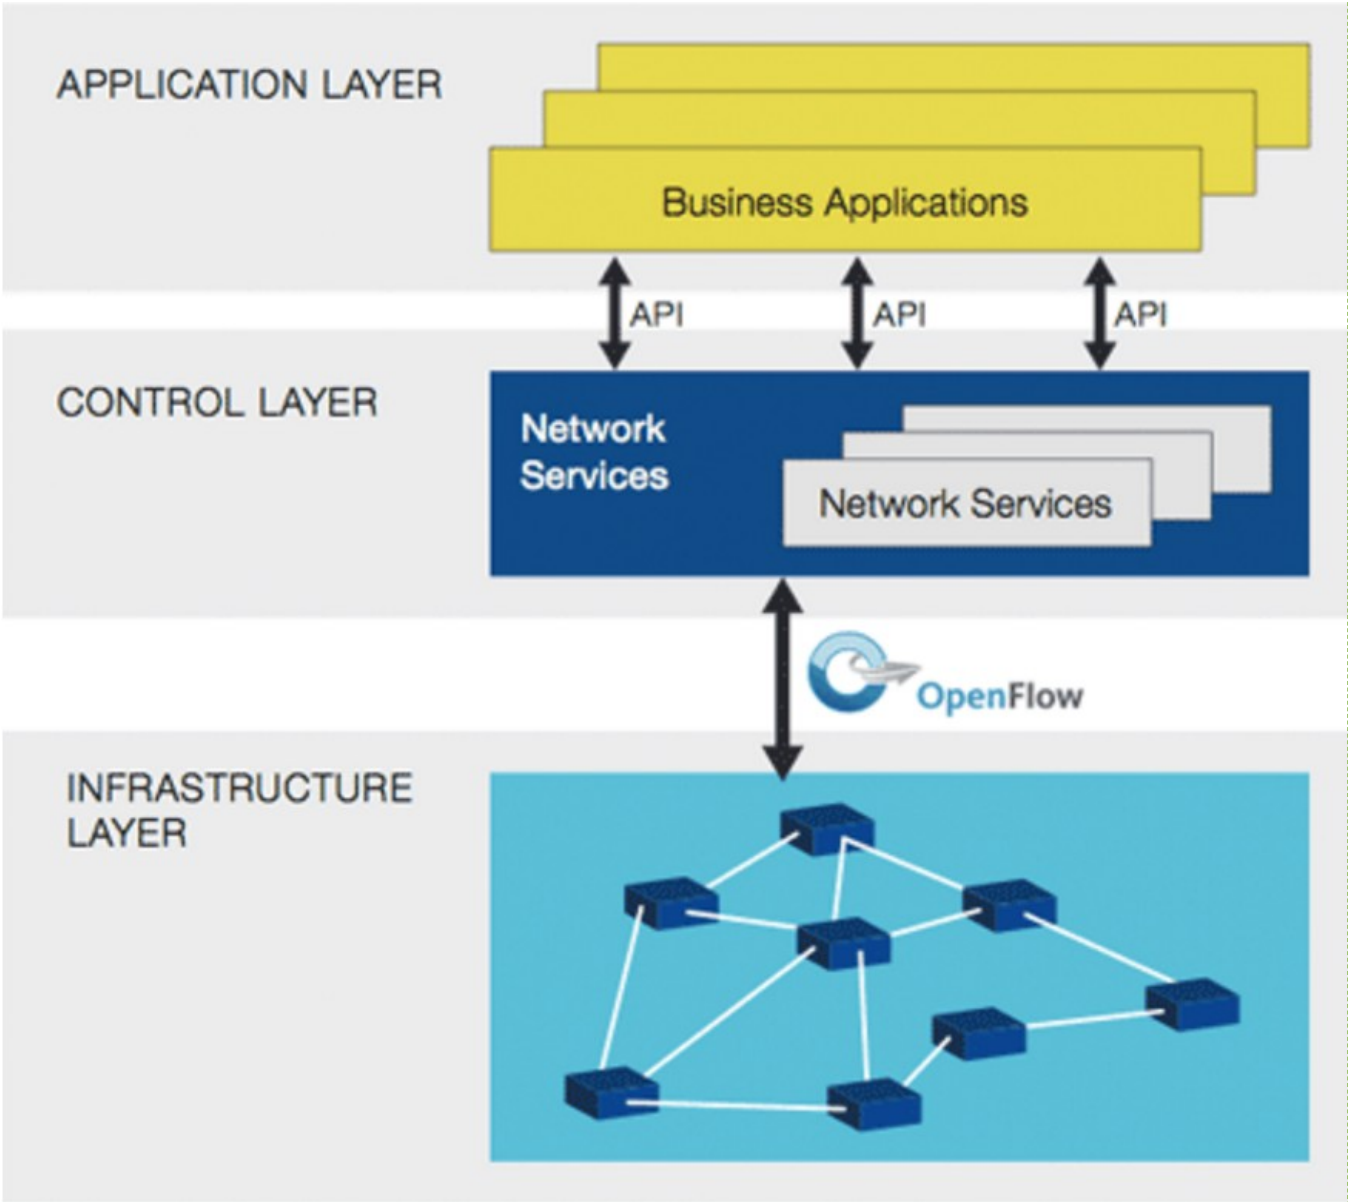 APPLICATION LAYER
Business Applications
API
API
API
CONTROL LAYER
Network
Services
Network Services
OpenFlow
INFRASTRUCTURE
LAYER